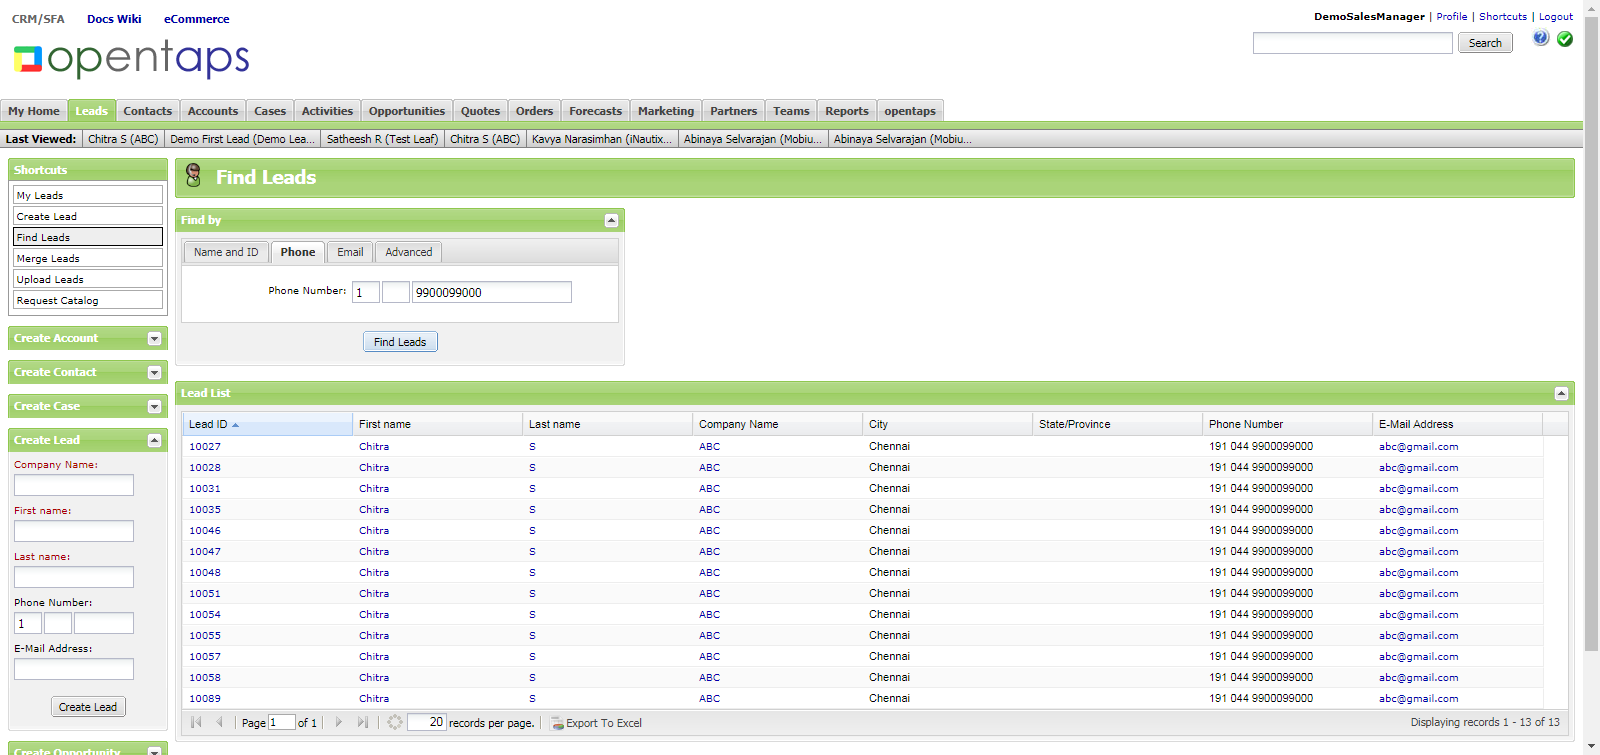 CRM/SFA Docs Wiki eCommerce
DemoSalesManager | Profile | Shortcuts | Logout
opentaps
Search
My Home Leads Contacts Accounts Cases Activities Opportunities Quotes Orders Forecasts Marketing Partners Teams Reports opentaps
Last Viewed: Chitra S (ABC) Demo First Lead (Demo Lea... Satheesh R (Test Leaf) Chitra S (ABC) Kavya Narasimhan (iNautix... Abinaya Selvarajan (Mobiu... Abinaya Selvarajan (Mobiu...
Shortcuts
My Leads
Create Lead
Find Leads
Merge Leads
Upload Leads
Request Catalog
Create Account
Create Contact
Create Case
Create Lead
Company Name:
First name:
Last name:
Phone Number:
1
E-Mail Address:
Create Lead
Create Opportunity
Find Leads
Find by
Name and ID Phone Email Advanced
Phone Number: 1 9900099000
Find Leads
Lead List
Lead ID First name Last name Company Name City State/Province Phone Number E-Mail Address
10027 Chitra S ABC Chennai 191 044 9900099000 abc@gmail.com
10028 Chitra S ABC Chennai 191 044 9900099000 abc@gmail.com
10031 Chitra S ABC Chennai 191 044 9900099000 abc@gmail.com
10035 Chitra S ABC Chennai 191 044 9900099000 abc@gmail.com
10046 Chitra S ABC Chennai 191 044 9900099000 abc@gmail.com
10047 Chitra S ABC Chennai 191 044 9900099000 abc@gmail.com
10048 Chitra S ABC Chennai 191 044 9900099000 abc@gmail.com
10051 Chitra S ABC Chennai 191 044 9900099000 abc@gmail.com
10054 Chitra S ABC Chennai 191 044 9900099000 abc@gmail.com
10055 Chitra S ABC Chennai 191 044 9900099000 abc@gmail.com
10057 Chitra S ABC Chennai 191 044 9900099000 abc@gmail.com
10058 Chitra S ABC Chennai 191 044 9900099000 abc@gmail.com
10089 Chitra S ABC Chennai 191 044 9900099000 abc@gmail.com
Page 1 of 1 20 records per page. Export To Excel Displaying records 1 - 13 of 13